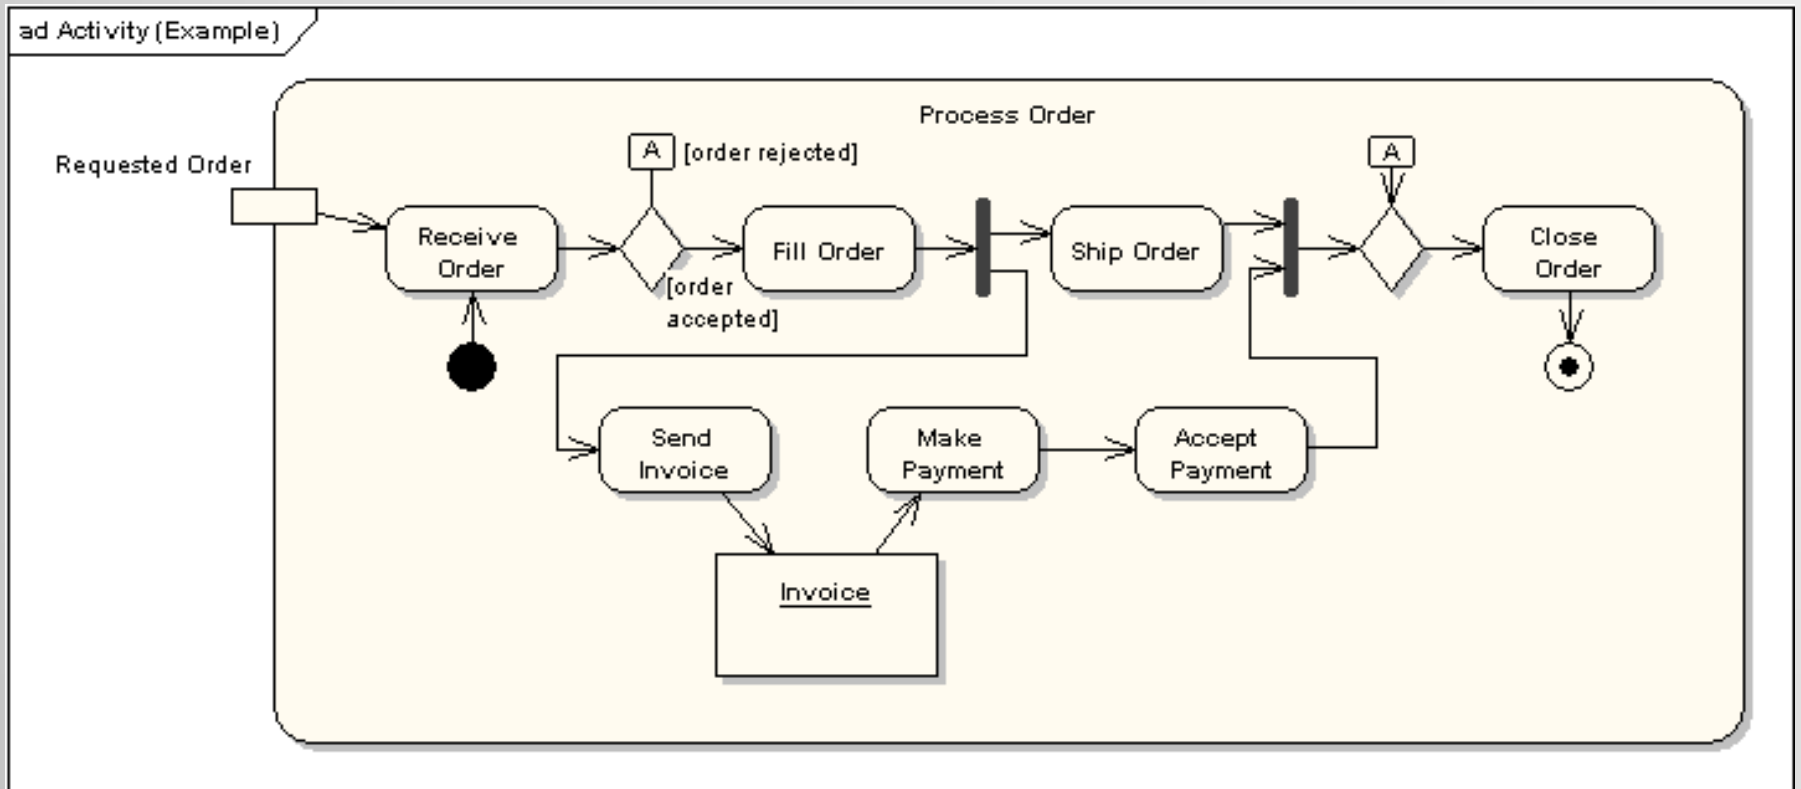 ad Activity (Example)
Process Order
Requested Order
A
[order rejected]
A
Receive
Order
Fill Order
Ship Order
Close
Order
[order
accepted]
Send
Invoice
Make
Payment
Accept
Payment
Invoice